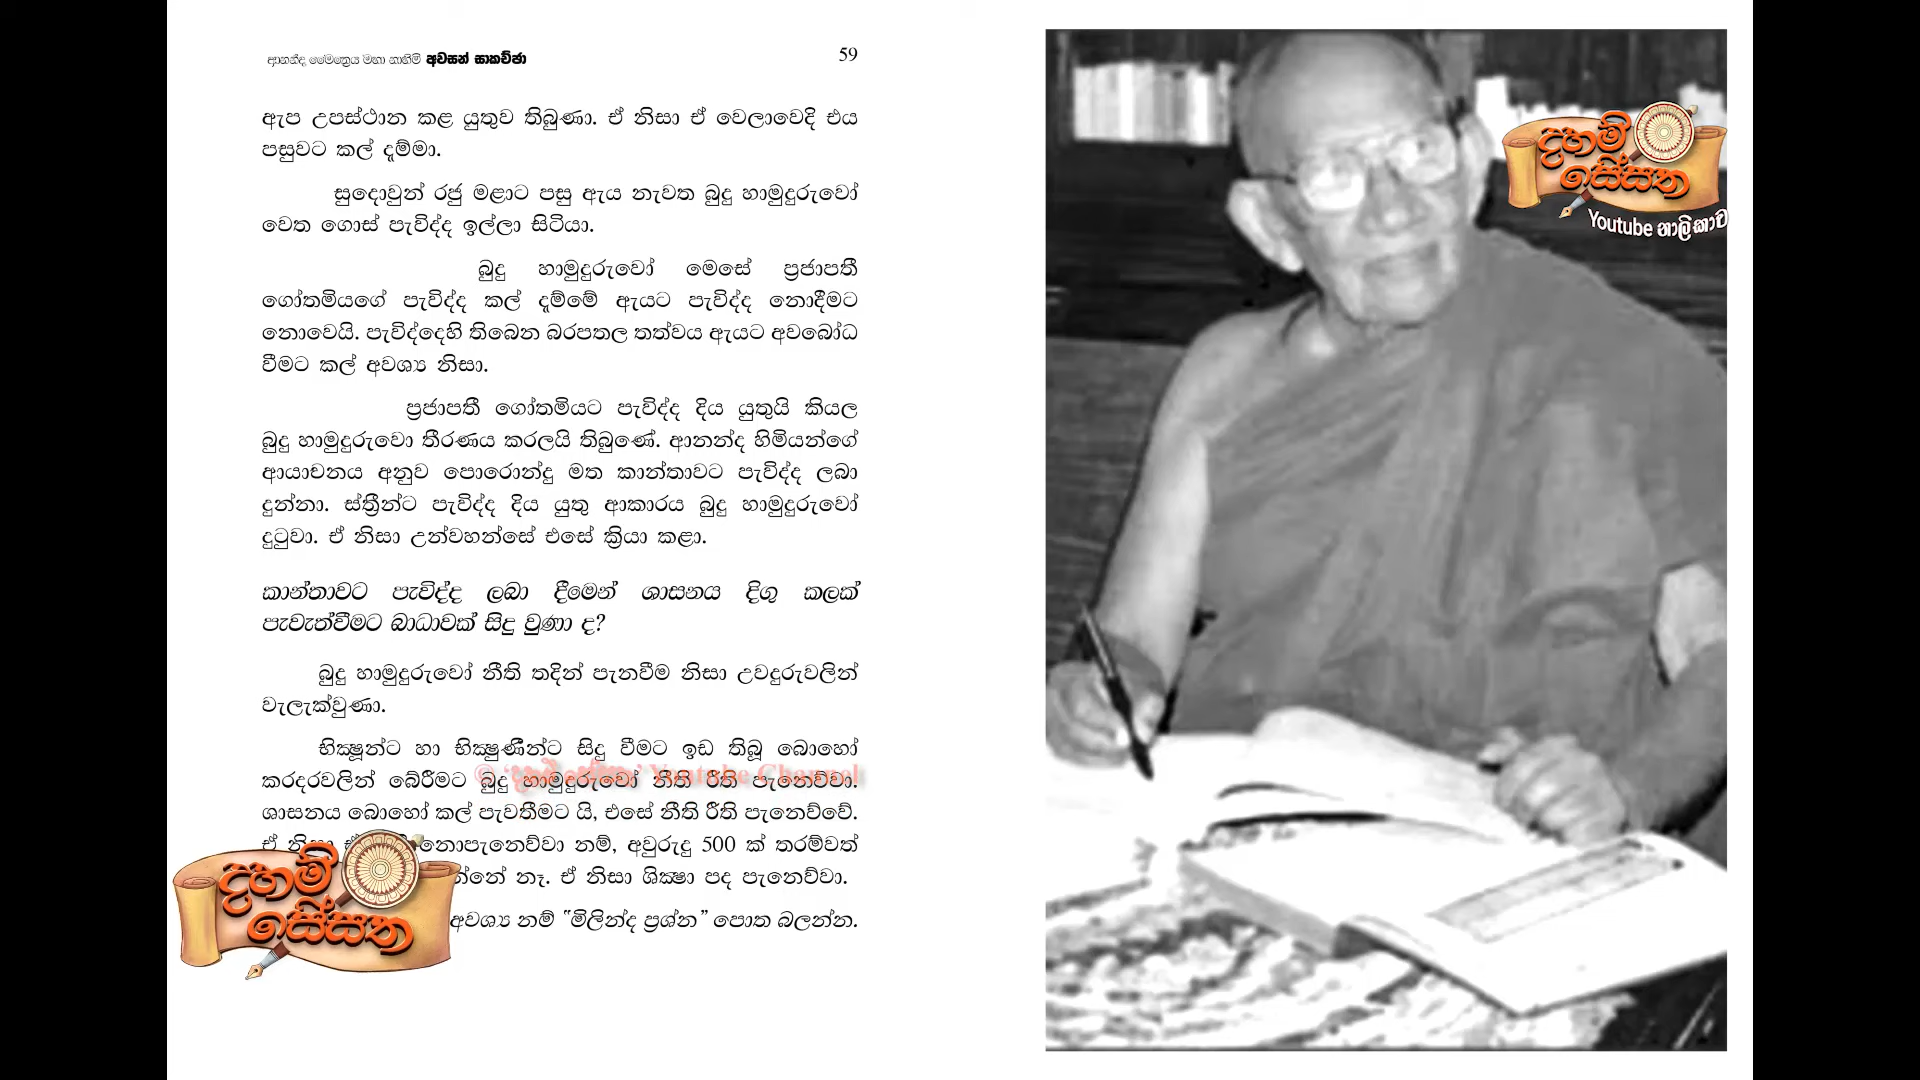 ආනන්ද මෛත්‍රෙය මහා නාහිමි අවසන් සාකච්ඡා
59
ඇප උපස්ථාන කළ යුතුව තිබුණා. ඒ නිසා ඒ වෙලාවෙදි එය
පසුවට කල් දැම්මා.
සුදොවුන් රජු මළාට පසු ඇය නැවත බුදු හාමුදුරුවෝ
වෙත ගොස් පැවිද්ද ඉල්ලා සිටියා.
බුදු හාමුදුරුවෝ මෙසේ ප්‍රජාපතී
ගෝතමියගේ පැවිද්ද කල් දැම්මේ ඇයට පැවිද්ද නොදීමට
නොවෙයි. පැවිද්දෙහි තිබෙන බරපතල තත්වය ඇයට අවබෝධ
වීමට කල් අවශ්‍ය නිසා.
ප්‍රජාපතී ගෝතමියට පැවිද්ද දිය යුතුයි කියල
බුදු හාමුදුරුවො තීරණය කරලයි තිබුණේ. ආනන්ද හිමියන්ගේ
ආයාචනය අනුව පොරොන්දු මත කාන්තාවට පැවිද්ද ලබා
දුන්නා. ස්ත්‍රීන්ට පැවිද්ද දිය යුතු ආකාරය බුදු හාමුදුරුවෝ
දුටුවා. ඒ නිසා උන්වහන්සේ එසේ ක්‍රියා කළා.
කාන්තාවට පැවිද්ද ලබා දීමෙන් ශාසනය දිගු කලක්
පැවැත්වීමට බාධාවක් සිදු වුණා ද?
බුදු හාමුදුරුවෝ නීති තදින් පැනවීම නිසා උවදුරුවලින්
වැලැක්වුණා.
භික්‍ෂූන්ට හා භික්‍ෂුණීන්ට සිදු වීමට ඉඩ තිබූ බොහෝ
කරදරවලින් බේරීමට බුදු හාමුදුරුවෝ නීති රීති පැනෙව්වා.
© 'දහම් සේසත' Youtube Channel
ශාසනය බොහෝ කල් පැවතීමට යි, එසේ නීති රීති පැනෙව්වේ.
ඒ නිසා නොපැනෙව්වා නම්, අවුරුදු 500 ක් තරම්වත්
න්නේ නෑ. ඒ නිසා ශික්‍ෂා පද පැනෙව්වා.
අවශ්‍ය නම් "මිලින්ද ප්‍රශ්න" පොත බලන්න.
දහම්
සේසත
දහම්
සේසත
Youtube නාලිකාව